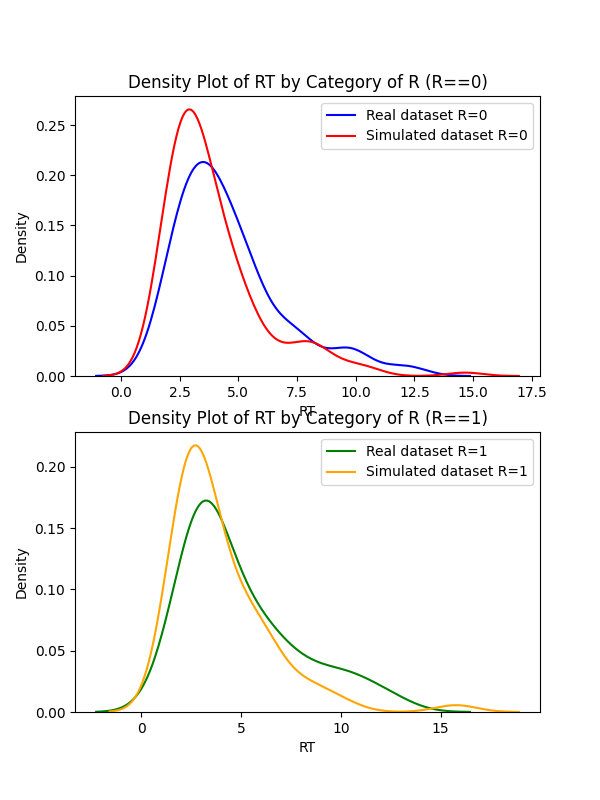 Density Plot of RT by Category of R (R==0)
Real dataset R=0
Simulated dataset R=0
Density
0.25
0.20
0.15
0.10
0.05
0.00
0.0 2.5 5.0 7.5 10.0 12.5 15.0 17.5
RT
Density Plot of RT by Category of R (R==1)
Real dataset R=1
Simulated dataset R=1
Density
0.20
0.15
0.10
0.05
0.00
0 5 10 15
RT